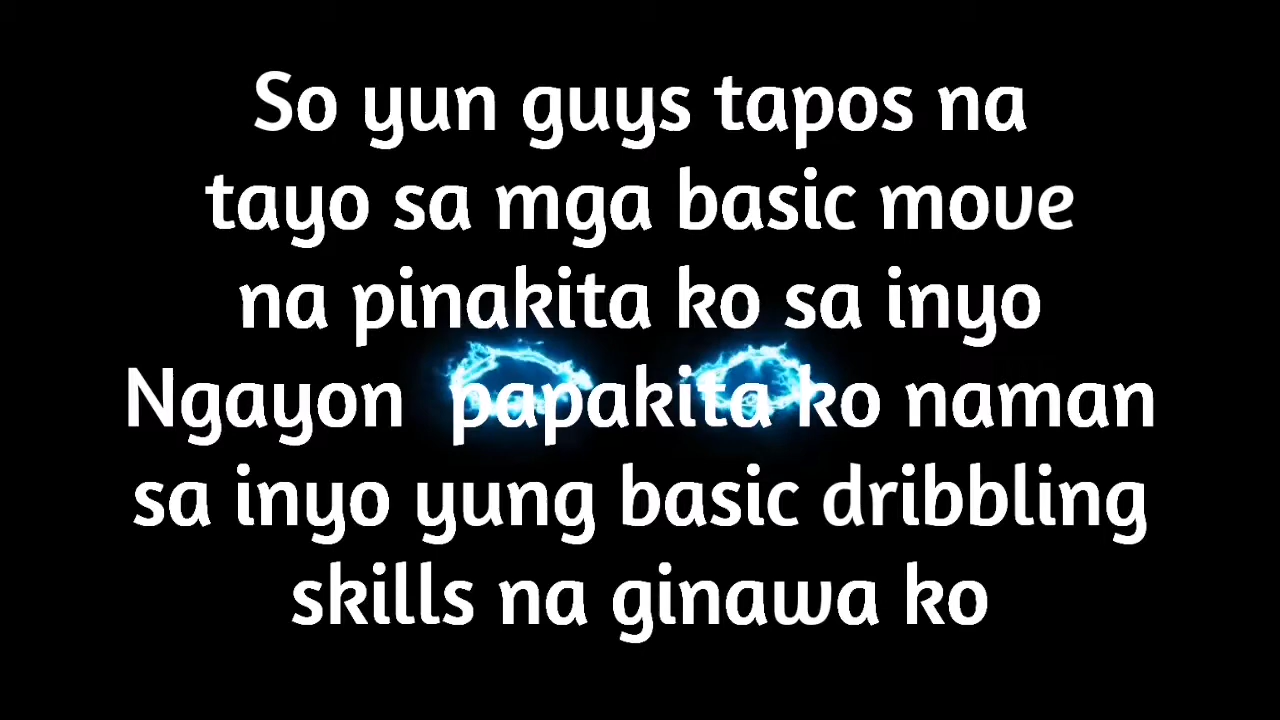 So yun guys tapos na
tayo sa mga basic move
na pinakita ko sa inyo
Ngayon papakita ko naman
sa inyo yung basic dribbling
skills na ginawa ko